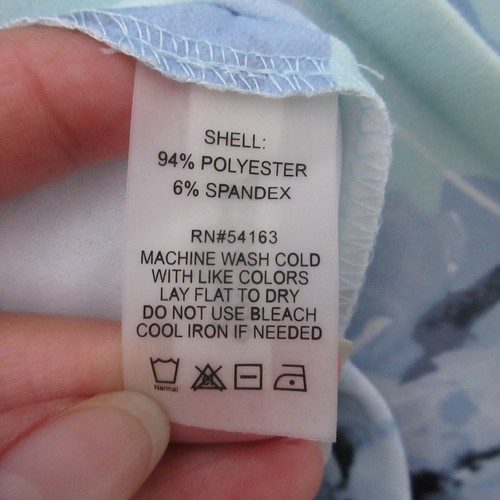 SHELL:
94% POLYESTER
6% SPANDEX
RN#54163
MACHINE WASH COLD
WITH LIKE COLORS
LAY FLAT TO DRY
DO NOT USE BLEACH
COOL IRON IF NEEDED
Normal